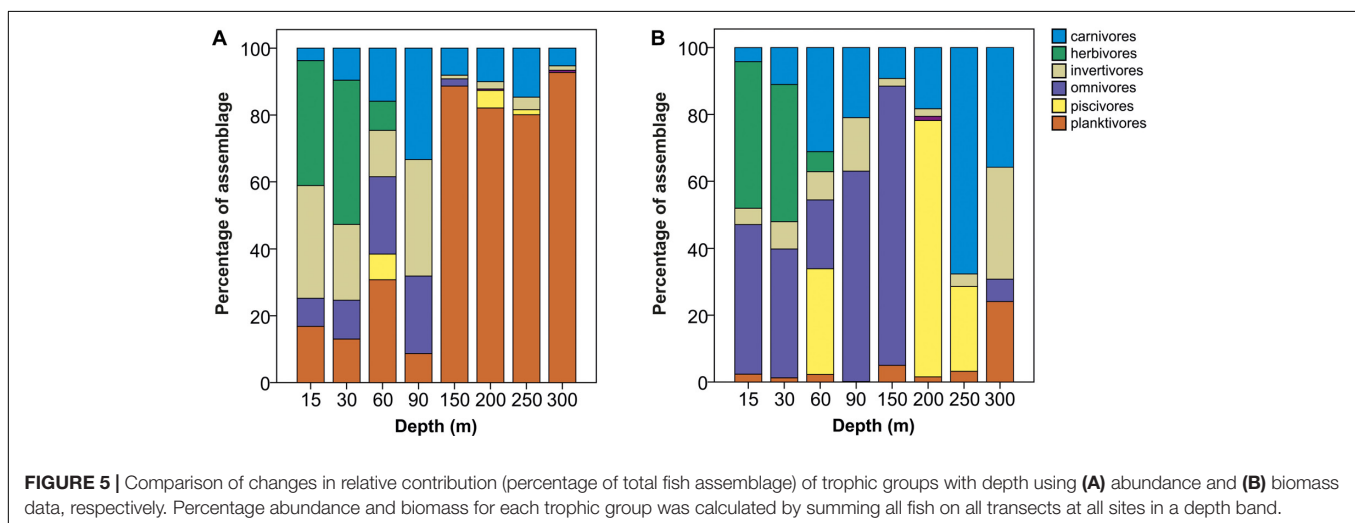 A
100
80
60
40
20
0
Percentage of assemblage
15 30 60 90 150 200 250 300
Depth (m)
B
100
80
60
40
20
0
Percentage of assemblage
15 30 60 90 150 200 250 300
Depth (m)
carnivores
herbivores
invertivores
omnivores
piscivores
planktivores
FIGURE 5 | Comparison of changes in relative contribution (percentage of total fish assemblage) of trophic groups with depth using (A) abundance and (B) biomass
data, respectively. Percentage abundance and biomass for each trophic group was calculated by summing all fish on all transects at all sites in a depth band.